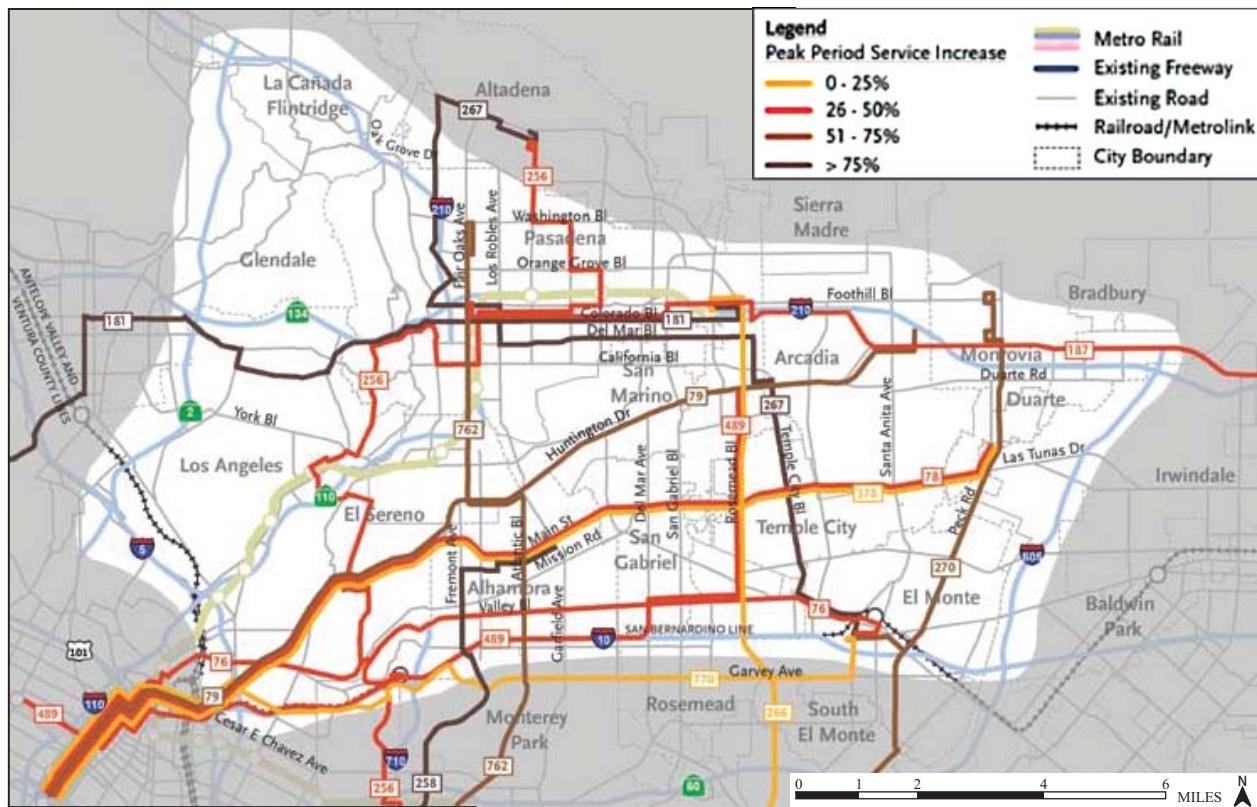 Legend
Peak Period Service Increase
0 - 25%
26 - 50%
51 - 75%
> 75%
Metro Rail
Existing Freeway
Existing Road
Railroad/Metrolink
City Boundary
La Cañada
Flintridge
Altadena
267
Oak Grove D
256
210
Fair Oaks Ave
Los Robles Ave
Washington Bl
Pasadena
Sierra
Madre
Glendale
Orange Grove Bl
ANTELOPE VALLEY AND
VENTURA COUNTY LINES
181
134
Colorado Bl
Foothill Bl
210
Bradbury
Del Mar Bl
181
California Bl
Arcadia
Monrovia
187
San
Marino
Duarte Rd
256
79
267
Duarte
2
York Bl
762
Huntington Dr
489
Santa Anita Ave
Los Angeles
Del Mar Ave
San Gabriel Bl
Rosemead Bl
Temple City Bl
78
Las Tunas Dr
Irwindale
110
378
El Sereno
Peck Rd
Main St
Temple City
Mission Rd
San
Gabriel
5
605
Fremont Ave
Atlantic Bl
270
Alhambra
Garfield Ave
Valley Bl
76
El Monte
Baldwin
Park
489
10
SAN BERNARDINO LINE
101
76
Garvey Ave
770
79
110
489
Rosemead
266
South
El Monte
Cesar E Chavez Ave
Monterey
Park
710
762
256
258
60
0 1 2 4 6
MILES
N